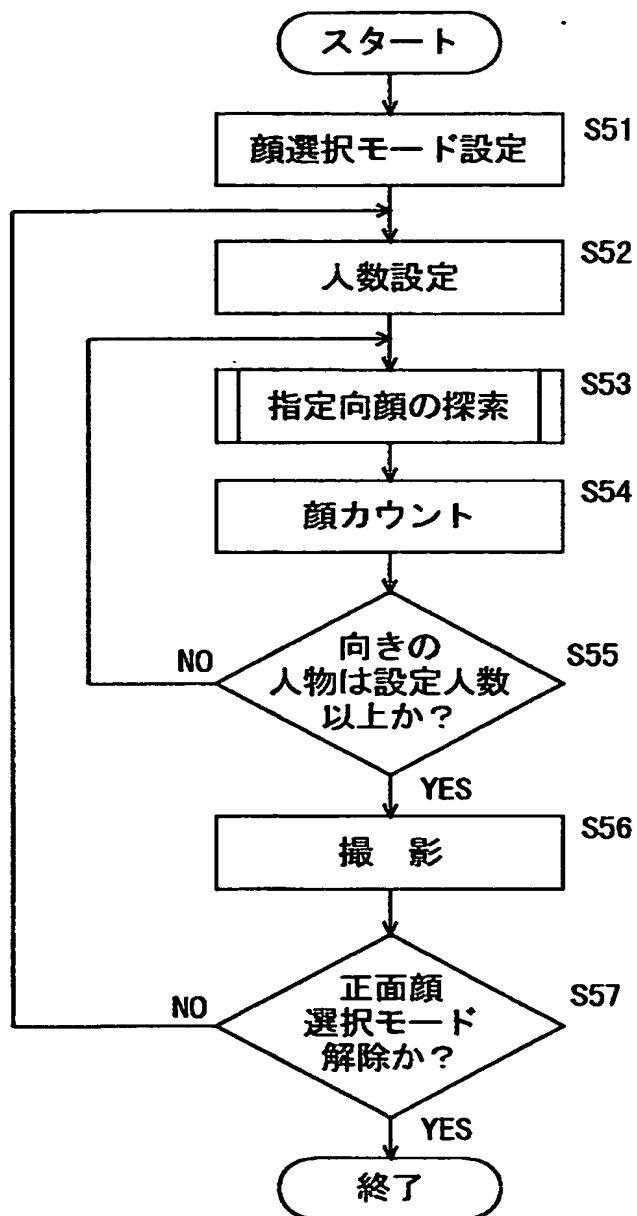 スタート
顔選択モード設定
S51
人数設定
S52
指定向顔の探索
S53
顔カウント
S54
向きの
人物は設定人数
以上か？
S55
NO
YES
撮　影
S56
正面顔
選択モード
解除か？
S57
NO
YES
終了